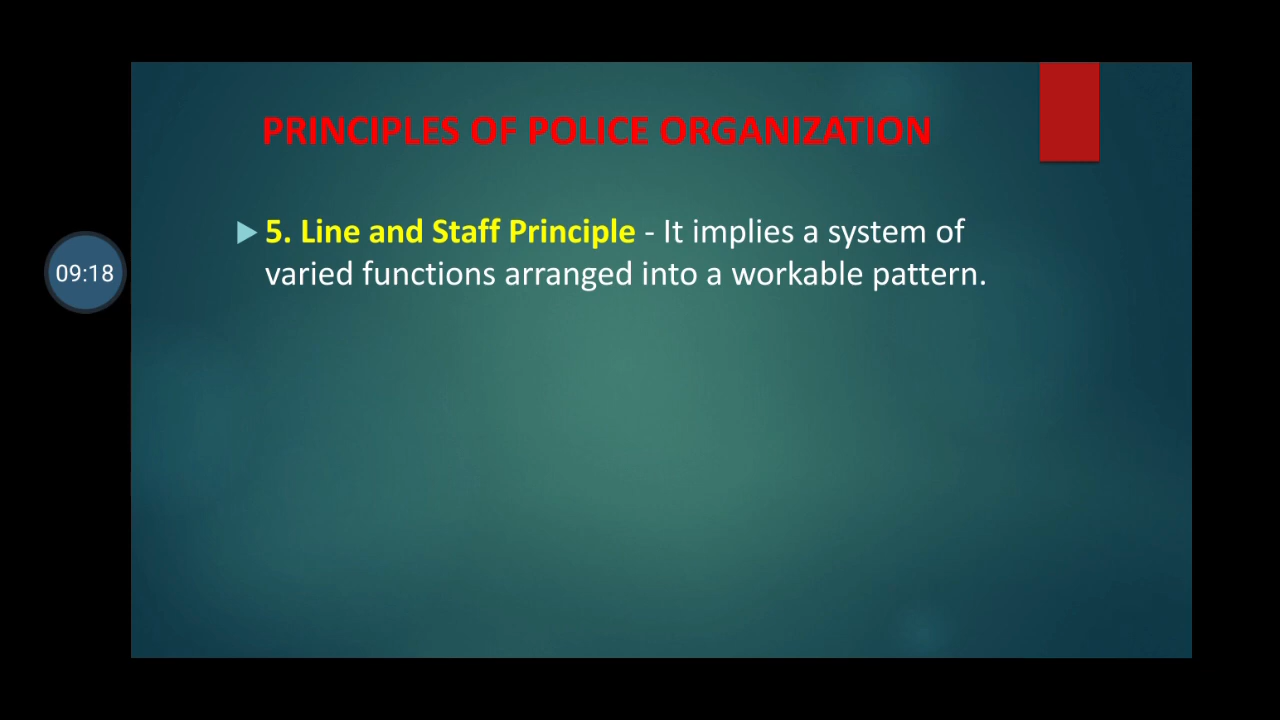 PRINCIPLES OF POLICE ORGANIZATION
5. Line and Staff Principle - It implies a system of
varied functions arranged into a workable pattern.
09:18